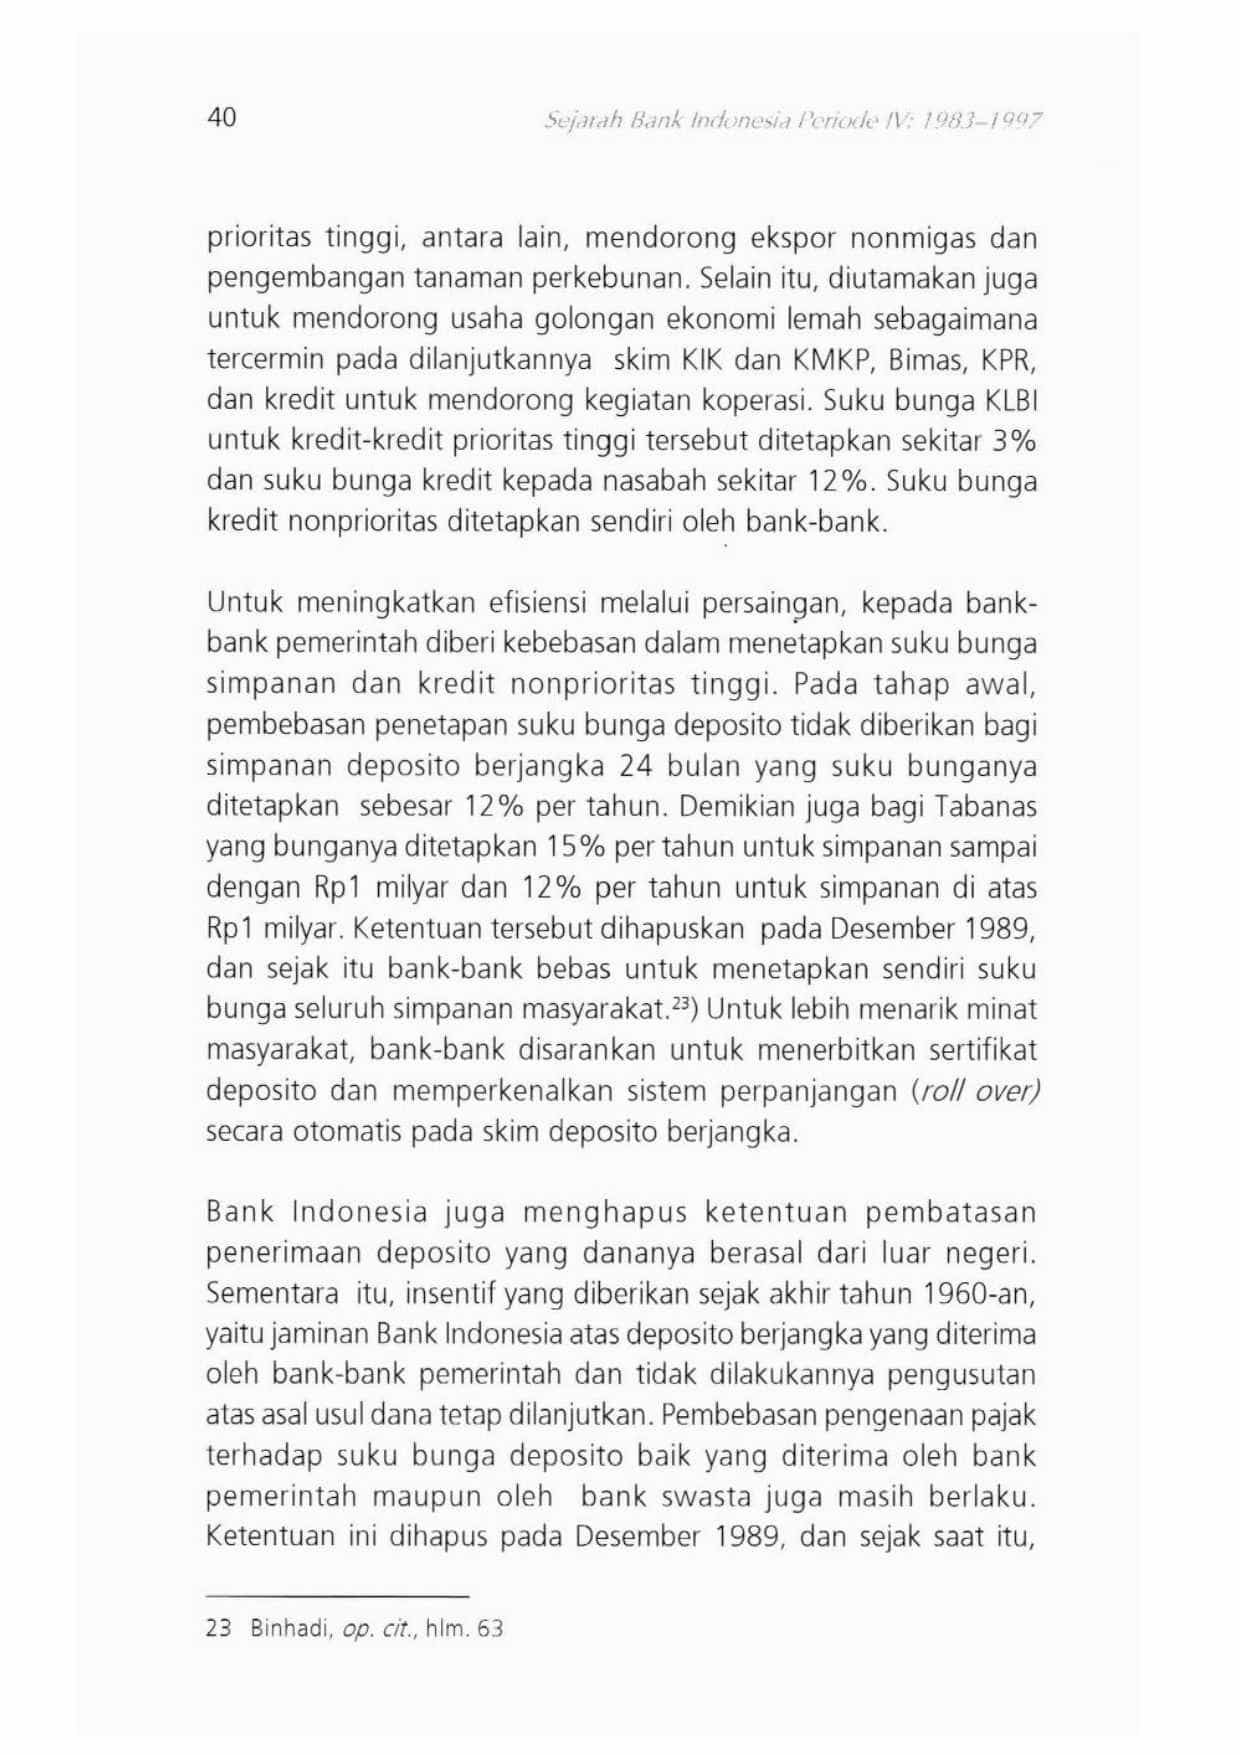 40
Sejarah Bank Indonesia Periode IV: 1983–1997
prioritas tinggi, antara lain, mendorong ekspor nonmigas dan
pengembangan tanaman perkebunan. Selain itu, diutamakan juga
untuk mendorong usaha golongan ekonomi lemah sebagaimana
tercermin pada dilanjutkannya skim KIK dan KMKP, Bimas, KPR,
dan kredit untuk mendorong kegiatan koperasi. Suku bunga KLBI
untuk kredit-kredit prioritas tinggi tersebut ditetapkan sekitar 3%
dan suku bunga kredit kepada nasabah sekitar 12%. Suku bunga
kredit nonprioritas ditetapkan sendiri oleh bank-bank.
Untuk meningkatkan efisiensi melalui persaingan, kepada bank-
bank pemerintah diberi kebebasan dalam menetapkan suku bunga
simpanan dan kredit nonprioritas tinggi. Pada tahap awal,
pembebasan penetapan suku bunga deposito tidak diberikan bagi
simpanan deposito berjangka 24 bulan yang suku bunganya
ditetapkan sebesar 12% per tahun. Demikian juga bagi Tabanas
yang bunganya ditetapkan 15% per tahun untuk simpanan sampai
dengan Rp1 milyar dan 12% per tahun untuk simpanan di atas
Rp1 milyar. Ketentuan tersebut dihapuskan pada Desember 1989,
dan sejak itu bank-bank bebas untuk menetapkan sendiri suku
bunga seluruh simpanan masyarakat.²³) Untuk lebih menarik minat
masyarakat, bank-bank disarankan untuk menerbitkan sertifikat
deposito dan memperkenalkan sistem perpanjangan (roll over)
secara otomatis pada skim deposito berjangka.
Bank Indonesia juga menghapus ketentuan pembatasan
penerimaan deposito yang dananya berasal dari luar negeri.
Sementara itu, insentif yang diberikan sejak akhir tahun 1960-an,
yaitu jaminan Bank Indonesia atas deposito berjangka yang diterima
oleh bank-bank pemerintah dan tidak dilakukannya pengusutan
atas asal usul dana tetap dilanjutkan. Pembebasan pengenaan pajak
terhadap suku bunga deposito baik yang diterima oleh bank
pemerintah maupun oleh bank swasta juga masih berlaku.
Ketentuan ini dihapus pada Desember 1989, dan sejak saat itu,
23 Binhadi, op. cit., hlm. 63